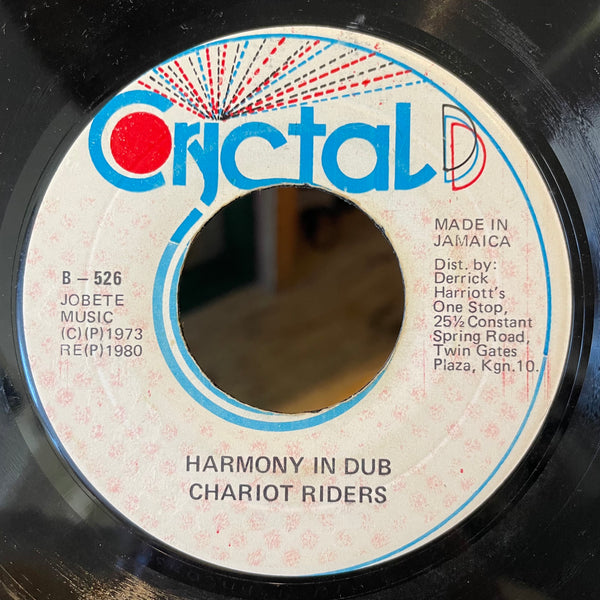 Crystal DD
B – 526
JOBETE
MUSIC
(C)(P)1973
RE(P)1980
MADE IN
JAMAICA
Dist. by:
Derrick
Harriott's
One Stop,
25½ Constant
Spring Road,
Twin Gates
Plaza, Kgn.10.
HARMONY IN DUB
CHARIOT RIDERS